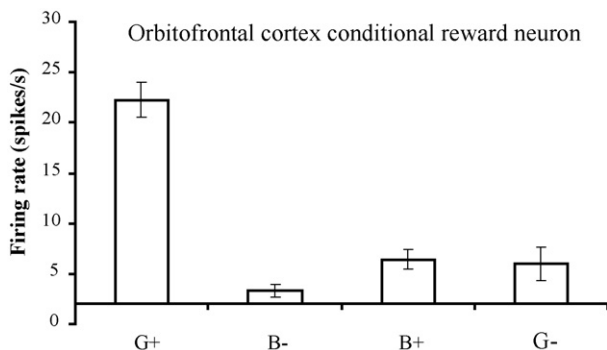 Orbitofrontal cortex conditional reward neuron
Firing rate (spikes/s)
30
25
20
15
10
5
0
G+ B- B+ G-